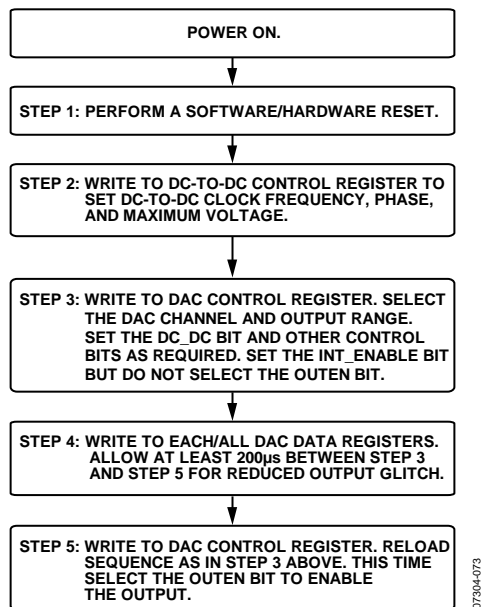 POWER ON.
STEP 1: PERFORM A SOFTWARE/HARDWARE RESET.
STEP 2: WRITE TO DC-TO-DC CONTROL REGISTER TO
SET DC-TO-DC CLOCK FREQUENCY, PHASE,
AND MAXIMUM VOLTAGE.
STEP 3: WRITE TO DAC CONTROL REGISTER. SELECT
THE DAC CHANNEL AND OUTPUT RANGE.
SET THE DC_DC BIT AND OTHER CONTROL
BITS AS REQUIRED. SET THE INT_ENABLE BIT
BUT DO NOT SELECT THE OUTEN BIT.
STEP 4: WRITE TO EACH/ALL DAC DATA REGISTERS.
ALLOW AT LEAST 200µs BETWEEN STEP 3
AND STEP 5 FOR REDUCED OUTPUT GLITCH.
STEP 5: WRITE TO DAC CONTROL REGISTER. RELOAD
SEQUENCE AS IN STEP 3 ABOVE. THIS TIME
SELECT THE OUTEN BIT TO ENABLE
THE OUTPUT.
07304-073